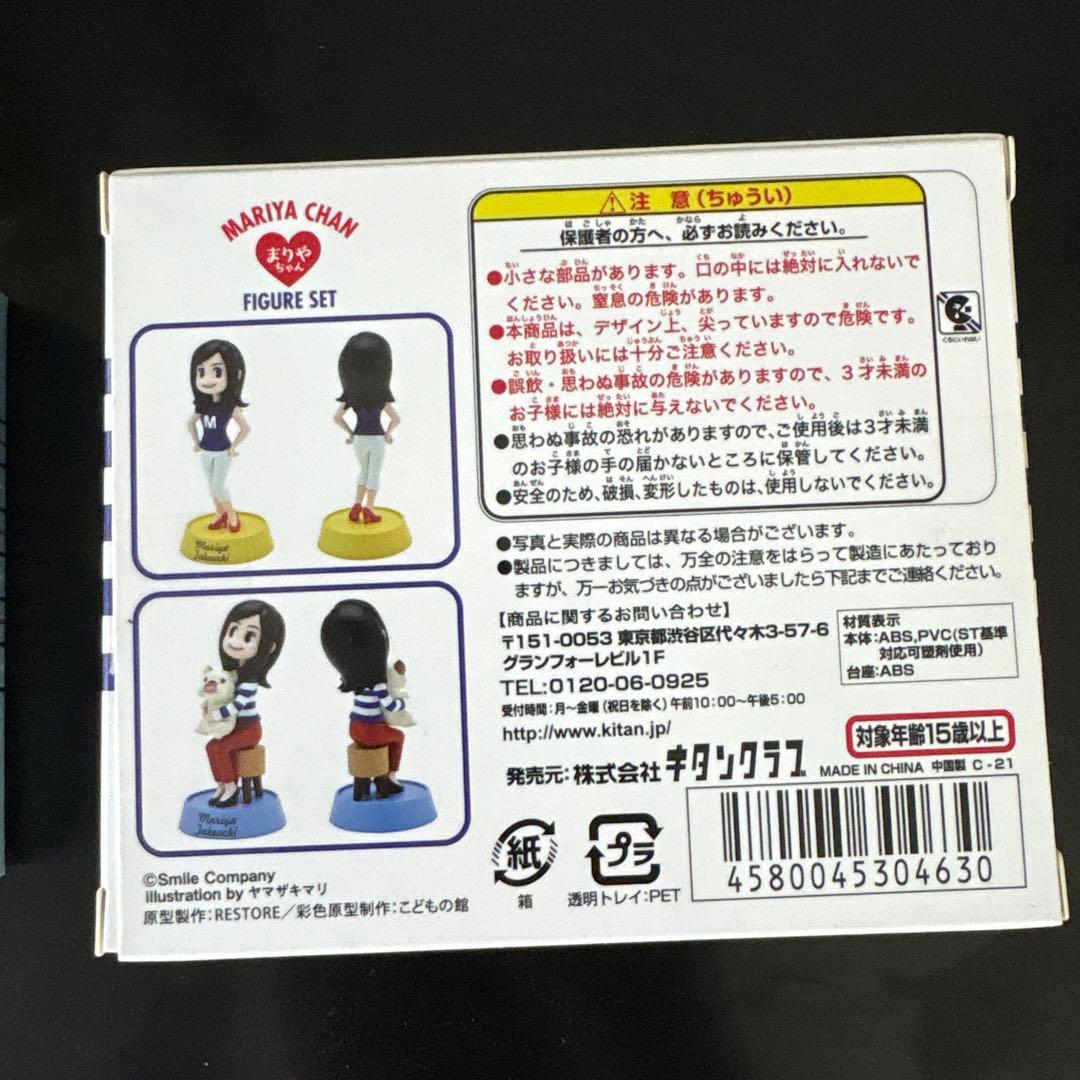 MARIYA CHAN
まりや
ちゃん
FIGURE SET
M
Mariya
Takeuchi
Mariya
Takeuchi
©Smile Company
illustration by ヤマザキマリ
原型製作:RESTORE/彩色原型制作:こどもの館
⚠注 意(ちゅうい)
保護者の方へ、必ずお読みください。
●小さな部品があります。口の中には絶対に入れないで
ください。窒息の危険があります。
●本商品は、デザイン上、尖っていますので危険です。
お取り扱いには十分ご注意ください。
●誤飲・思わぬ事故の危険がありますので、3才未満の
お子様には絶対に与えないでください。
●思わぬ事故の恐れがありますので、ご使用後は3才未満
のお子様の手の届かないところに保管してください。
●安全のため、破損、変形したものは、使用しないでください。
くちにいれない
●写真と実際の商品は異なる場合がございます。
●製品につきましては、万全の注意をはらって製造にあたっており
ますが、万一お気づきの点がございましたら下記までご連絡ください。
【商品に関するお問い合わせ】
〒151-0053 東京都渋谷区代々木3-57-6
グランフォーレビル1F
TEL:0120-06-0925
受付時間:月〜金曜(祝日を除く)午前10:00〜午後5:00
http://www.kitan.jp/
材質表示
本体:ABS,PVC(ST基準
対応可塑剤使用)
台座:ABS
対象年齢15歳以上
発売元:株式会社キタンクラブ
MADE IN CHINA 中国製 C-21
紙
箱
プラ
透明トレイ:PET
4580045304630